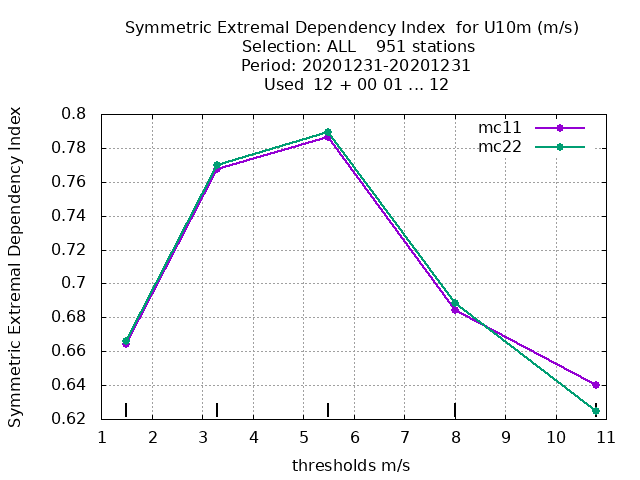 Symmetric Extremal Dependency Index  for U10m (m/s)
Selection: ALL    951 stations
Period: 20201231-20201231
Used  12 + 00 01 ... 12
Symmetric Extremal Dependency Index
0.8
0.78
0.76
0.74
0.72
0.7
0.68
0.66
0.64
0.62
mc11
mc22
1 2 3 4 5 6 7 8 9 10 11
thresholds m/s